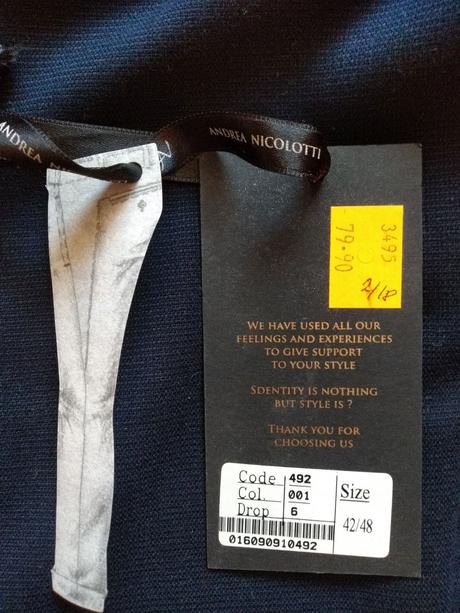 ANDREA NICOLOTTI
ANDREA
3495
79.90
2/18
WE HAVE USED ALL OUR
FEELINGS AND EXPERIENCES
TO GIVE SUPPORT
TO YOUR STYLE
SDENTITY IS NOTHING
BUT STYLE IS ?
THANK YOU FOR
CHOOSING US
Code 492
Col. 001
Drop 6
Size
42/48
016090910492